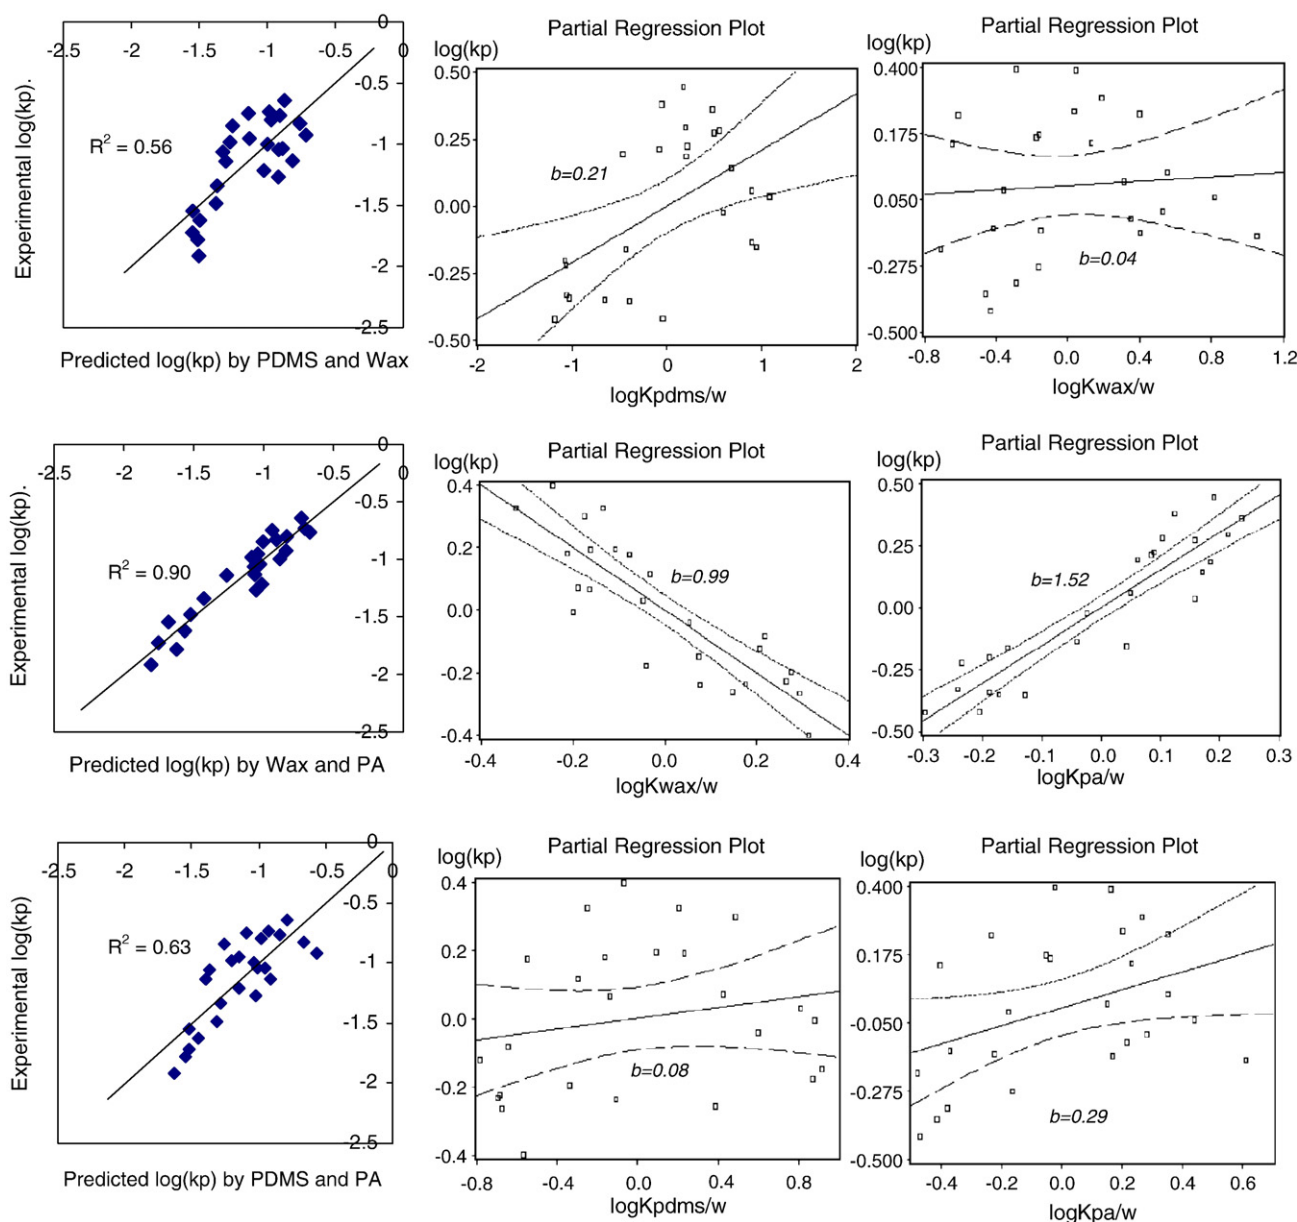 0
-2.5 -2 -1.5 -1 -0.5 0
-0.5
-1
-1.5
-2
-2.5
R2 = 0.56
Experimental log(kp).
Predicted log(kp) by PDMS and Wax
Partial Regression Plot
log(kp)
0.50
0.25
0.00
-0.25
-0.50
b=0.21
-2 -1 0 1 2
logKpdms/w
Partial Regression Plot
log(kp)
0.400
0.175
0.050
-0.275
-0.500
b=0.04
-0.8 -0.4 0.0 0.4 0.8 1.2
logKwax/w
0
-2.5 -2 -1.5 -1 -0.5 0
-0.5
-1
-1.5
-2
-2.5
R2 = 0.90
Experimental log(kp).
Predicted log(kp) by Wax and PA
Partial Regression Plot
log(kp)
0.4
0.2
0.0
-0.2
-0.4
b=0.99
-0.4 -0.2 0.0 0.2 0.4
logKwax/w
Partial Regression Plot
log(kp)
0.50
0.25
0.00
-0.25
-0.50
b=1.52
-0.3 -0.2 -0.1 0.0 0.1 0.2 0.3
logKpa/w
0
-2.5 -2 -1.5 -1 -0.5 0
-0.5
-1
-1.5
-2
-2.5
R2 = 0.63
Experimental log(kp)
Predicted log(kp) by PDMS and PA
Partial Regression Plot
log(kp)
0.4
0.2
0.0
-0.2
-0.4
b=0.08
-0.8 -0.4 0.0 0.4 0.8
logKpdms/w
Partial Regression Plot
log(kp)
0.400
0.175
-0.050
-0.275
-0.500
b=0.29
-0.4 -0.2 0.0 0.2 0.4 0.6
logKpa/w